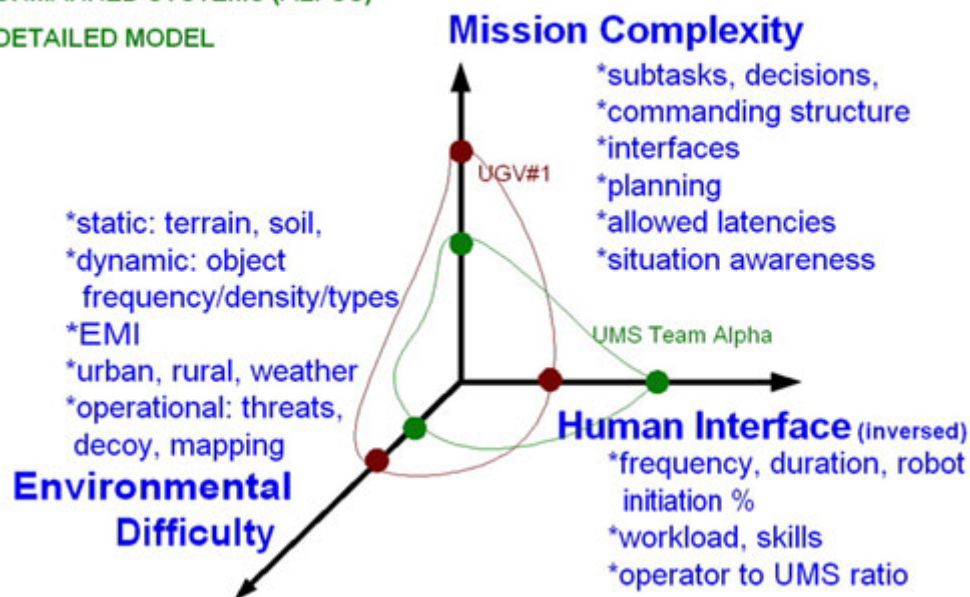 DETAILED MODEL
Mission Complexity
*subtasks, decisions,
*commanding structure
*interfaces
*planning
*allowed latencies
*situation awareness
UGV#1
*static: terrain, soil,
*dynamic: object
frequency/density/types
*EMI
*urban, rural, weather
*operational: threats,
decoy, mapping
Environmental
Difficulty
UMS Team Alpha
Human Interface (inversed)
*frequency, duration, robot
initiation %
*workload, skills
*operator to UMS ratio